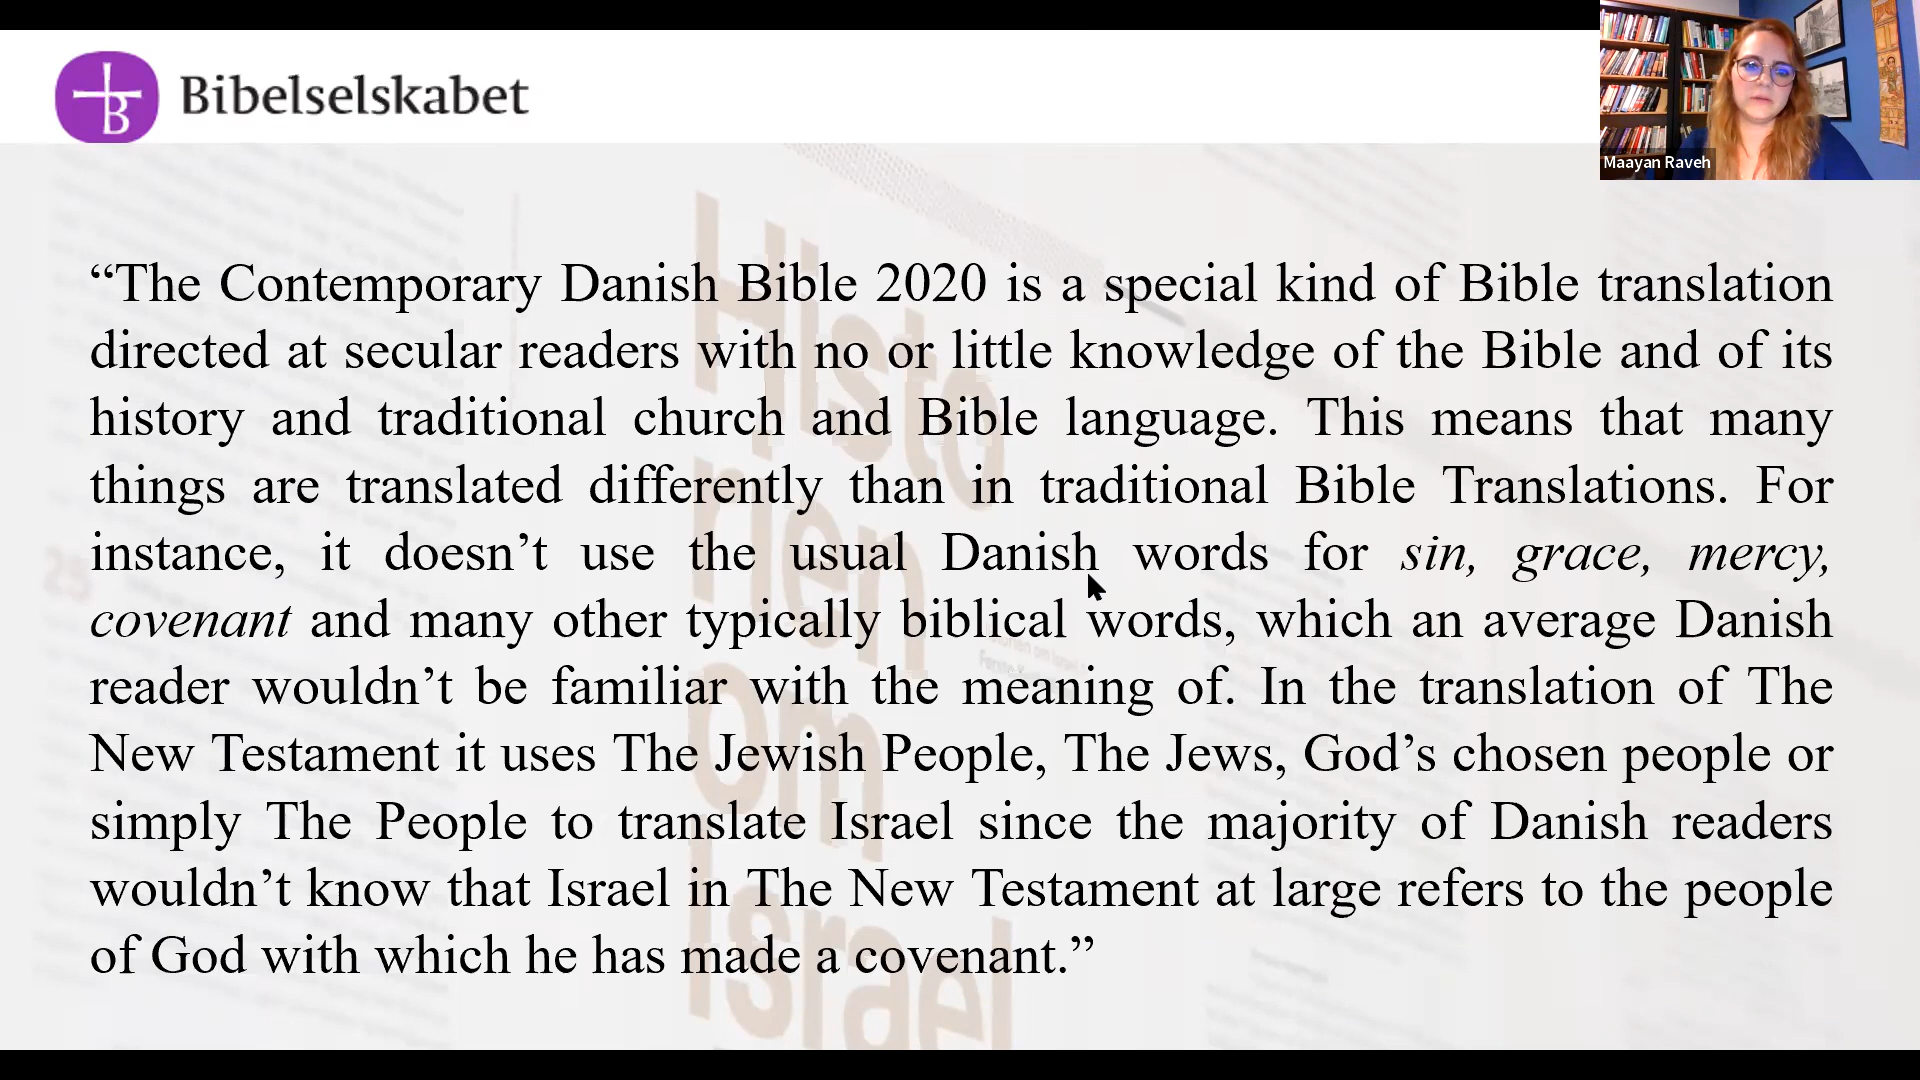 Bibelselskabet
Maayan Raveh
“The Contemporary Danish Bible 2020 is a special kind of Bible translation
directed at secular readers with no or little knowledge of the Bible and of its
history and traditional church and Bible language. This means that many
things are translated differently than in traditional Bible Translations. For
instance, it doesn’t use the usual Danish words for sin, grace, mercy,
covenant and many other typically biblical words, which an average Danish
reader wouldn’t be familiar with the meaning of. In the translation of The
New Testament it uses The Jewish People, The Jews, God’s chosen people or
simply The People to translate Israel since the majority of Danish readers
wouldn’t know that Israel in The New Testament at large refers to the people
of God with which he has made a covenant.”
Histo
rien
om
Israel
25